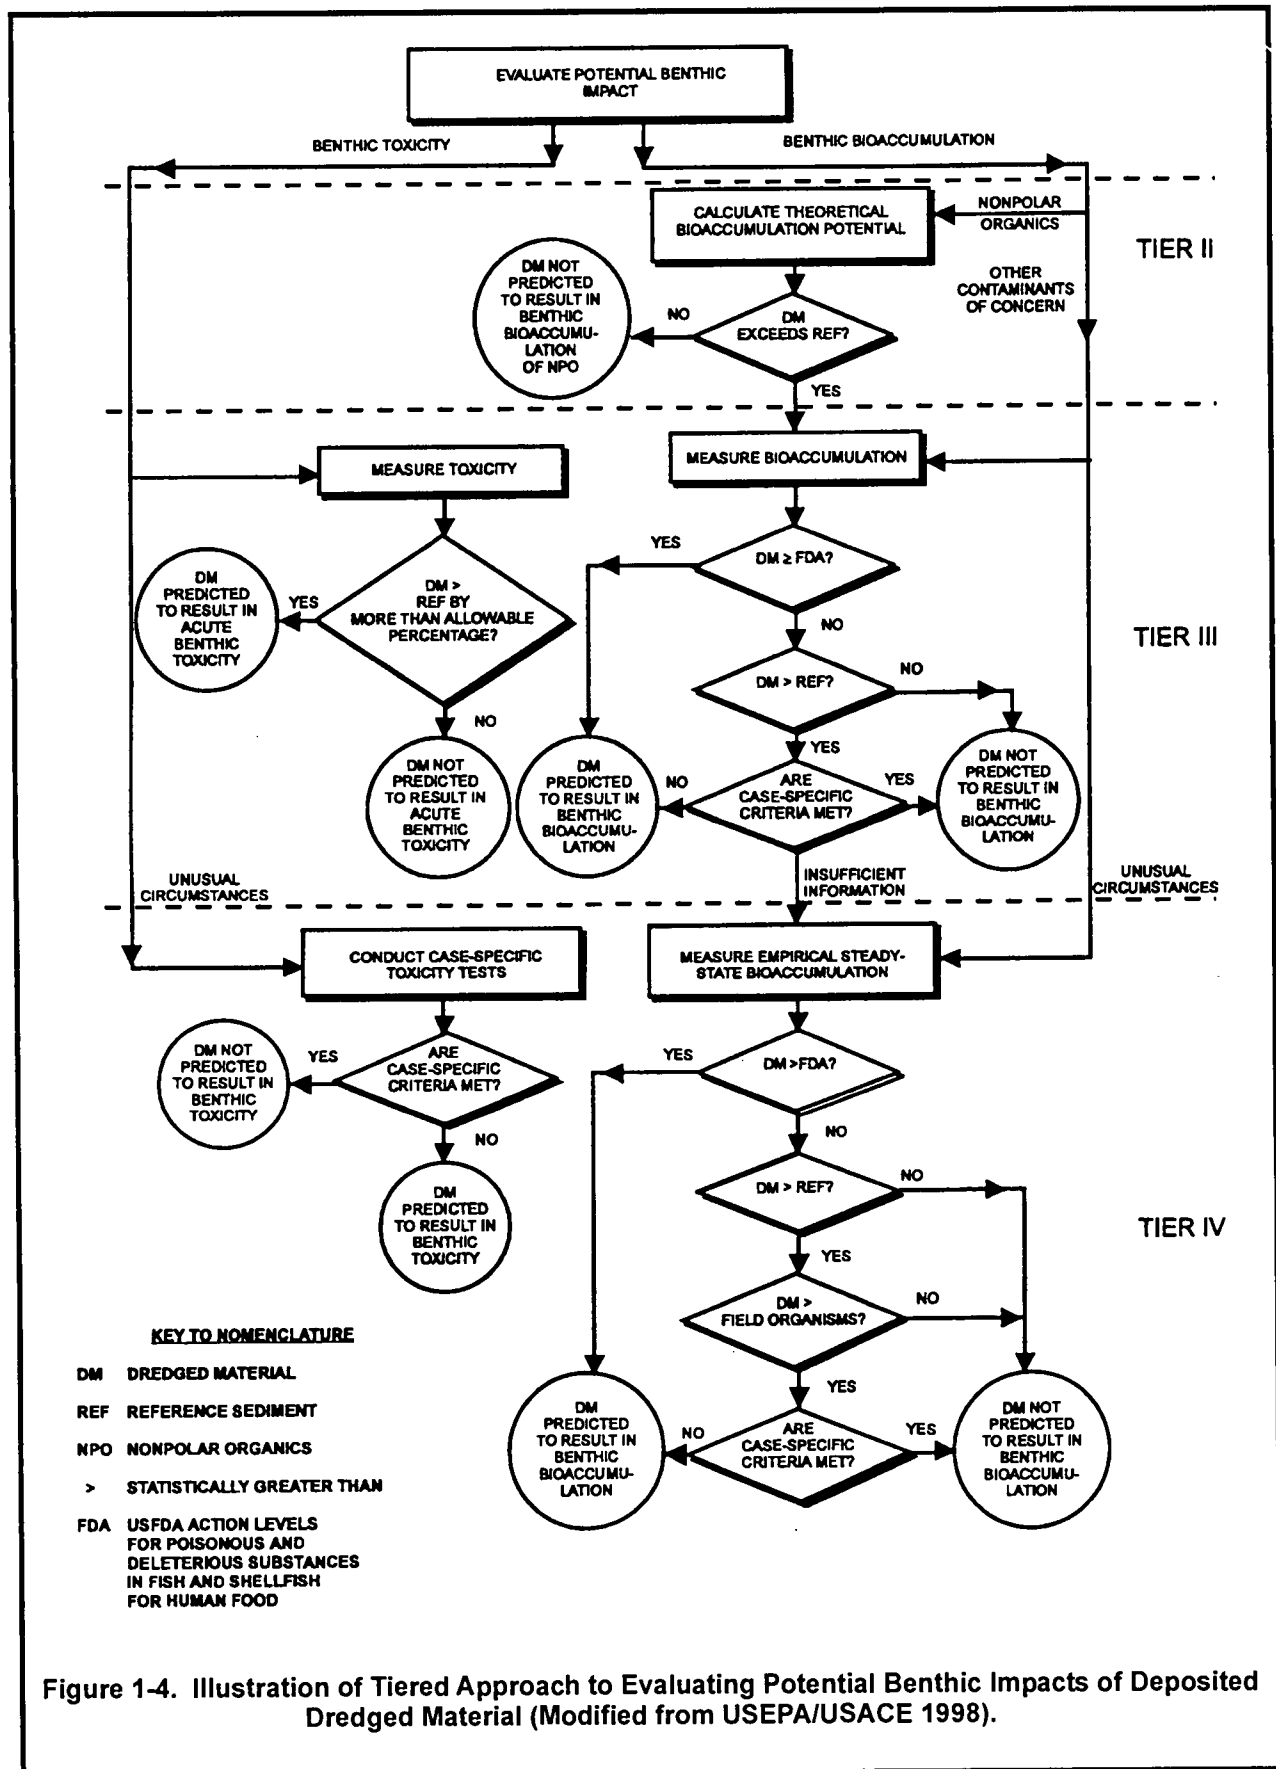 EVALUATE POTENTIAL BENTHIC
IMPACT
BENTHIC TOXICITY
BENTHIC BIOACCUMULATION
CALCULATE THEORETICAL
BIOACCUMULATION POTENTIAL
NONPOLAR
ORGANICS
TIER II
DM NOT
PREDICTED
TO RESULT IN
BENTHIC
BIOACCUMU-
LATION
OF NPO
NO
DM
EXCEEDS REF?
OTHER
CONTAMINANTS
OF CONCERN
YES
MEASURE TOXICITY
MEASURE BIOACCUMULATION
YES
DM ≥ FDA?
DM
PREDICTED
TO RESULT IN
ACUTE
BENTHIC
TOXICITY
YES
DM >
REF BY
MORE THAN ALLOWABLE
PERCENTAGE?
NO
TIER III
DM > REF?
NO
NO
YES
DM NOT
PREDICTED
TO RESULT IN
ACUTE
BENTHIC
TOXICITY
DM
PREDICTED
TO RESULT IN
BENTHIC
BIOACCUMU-
LATION
NO
ARE
CASE-SPECIFIC
CRITERIA MET?
YES
DM NOT
PREDICTED
TO RESULT IN
BENTHIC
BIOACCUMU-
LATION
UNUSUAL
CIRCUMSTANCES
INSUFFICIENT
INFORMATION
UNUSUAL
CIRCUMSTANCES
CONDUCT CASE-SPECIFIC
TOXICITY TESTS
MEASURE EMPIRICAL STEADY-
STATE BIOACCUMULATION
DM NOT
PREDICTED
TO RESULT IN
BENTHIC
TOXICITY
YES
ARE
CASE-SPECIFIC
CRITERIA MET?
YES
DM >FDA?
NO
NO
DM
PREDICTED
TO RESULT IN
BENTHIC
TOXICITY
DM > REF?
NO
TIER IV
YES
DM >
FIELD ORGANISMS?
NO
YES
DM
PREDICTED
TO RESULT IN
BENTHIC
BIOACCUMU-
LATION
NO
ARE
CASE-SPECIFIC
CRITERIA MET?
YES
DM NOT
PREDICTED
TO RESULT IN
BENTHIC
BIOACCUMU-
LATION
KEY TO NOMENCLATURE
DM DREDGED MATERIAL
REF REFERENCE SEDIMENT
NPO NONPOLAR ORGANICS
> STATISTICALLY GREATER THAN
FDA USFDA ACTION LEVELS
FOR POISONOUS AND
DELETERIOUS SUBSTANCES
IN FISH AND SHELLFISH
FOR HUMAN FOOD
Figure 1-4. Illustration of Tiered Approach to Evaluating Potential Benthic Impacts of Deposited
Dredged Material (Modified from USEPA/USACE 1998).